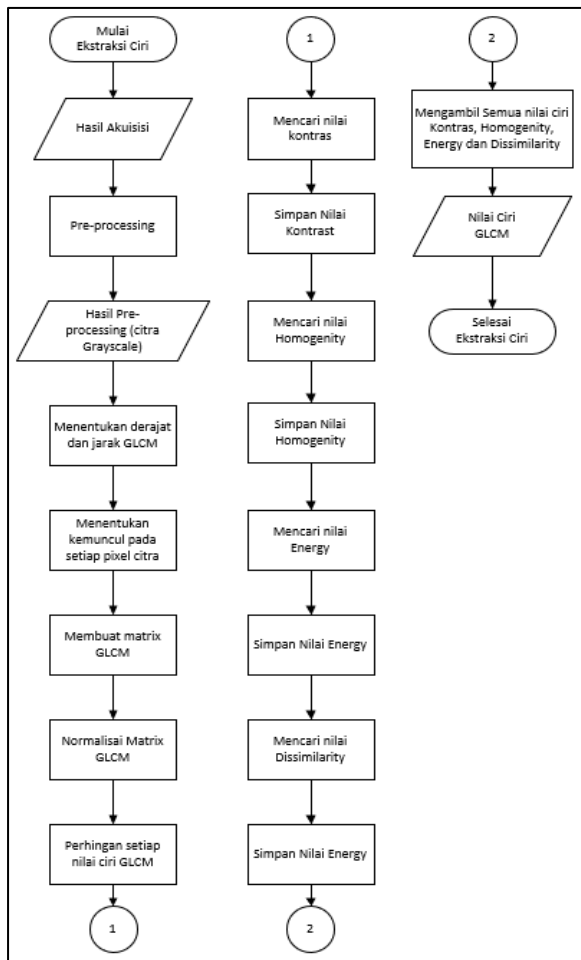 Mulai
Ekstraksi Ciri
Hasil Akuisisi
Pre-processing
Hasil Pre-
processing (citra
Grayscale)
Menentukan derajat
dan jarak GLCM
Menentukan
kemuncul pada
setiap pixel citra
Membuat matrix
GLCM
Normalisai Matrix
GLCM
Perhingan setiap
nilai ciri GLCM
1
1
Mencari nilai
kontras
Simpan Nilai
Kontrast
Mencari nilai
Homogenity
Simpan Nilai
Homogenity
Mencari nilai
Energy
Simpan Nilai Energy
Mencari nilai
Dissimilarity
Simpan Nilai Energy
2
2
Mengambil Semua nilai ciri
Kontras, Homogenity,
Energy dan Dissimilarity
Nilai Ciri
GLCM
Selesai
Ekstraksi Ciri